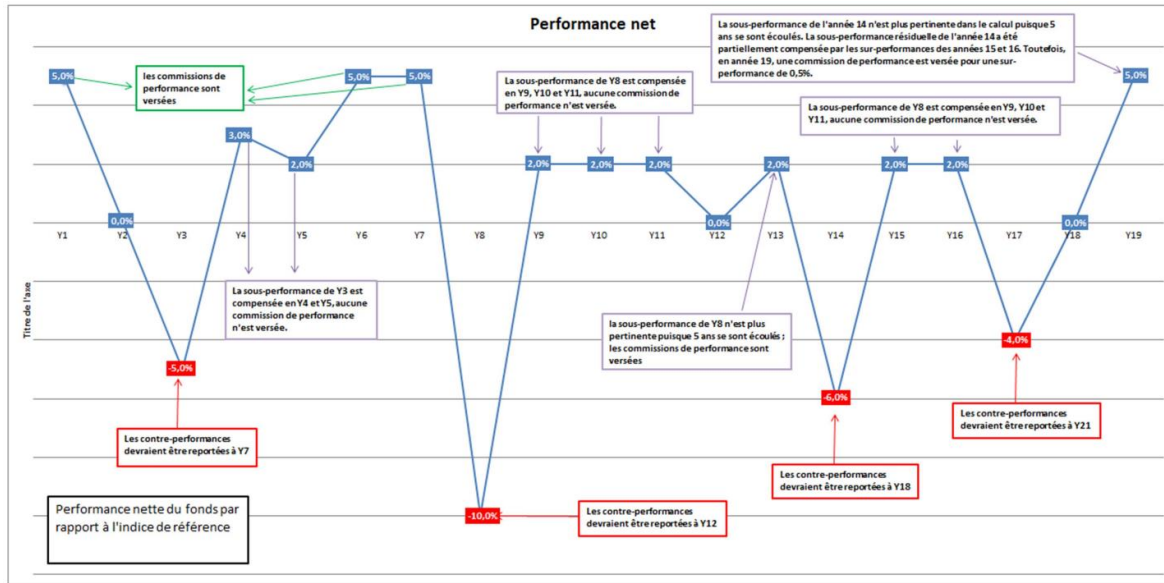 Performance net
La sous-performance de l'année 14 n'est plus pertinente dans le calcul puisque 5
ans se sont écoulés. La sous-performance résiduelle de l'année 14 a été
partiellement compensée par les sur-performances des années 15 et 16. Toutefois,
en année 19, une commission de performance est versée pour une sur-
performance de 0,5%.
5,0%
les commissions de
performance sont
versées
5,0%
5,0%
La sous-performance de Y8 est compensée
en Y9, Y10 et Y11, aucune commission de
performance n'est versée.
5,0%
La sous-performance de Y8 est compensée en Y9, Y10 et
Y11, aucune commission de performance n'est versée.
3,0%
2,0%
2,0%
2,0%
2,0%
2,0%
2,0%
2,0%
0,0%
0,0%
0,0%
Y1
Y2
Y3
Y4
Y5
Y6
Y7
Y8
Y9
Y10
Y11
Y12
Y13
Y14
Y15
Y16
Y17
Y18
Y19
Titre de l'axe
La sous-performance de Y3 est
compensée en Y4 et Y5, aucune
commission de performance
n'est versée.
la sous-performance de Y8 n'est plus
pertinente puisque 5 ans se sont écoulés ;
les commissions de performance sont
versées
-5,0%
-6,0%
-4,0%
Les contre-performances
devraient être reportées à Y7
Les contre-performances
devraient être reportées à Y21
Les contre-performances
devraient être reportées à Y18
Performance nette du fonds par
rapport à l'indice de référence
-10,0%
Les contre-performances
devraient être reportées à Y12